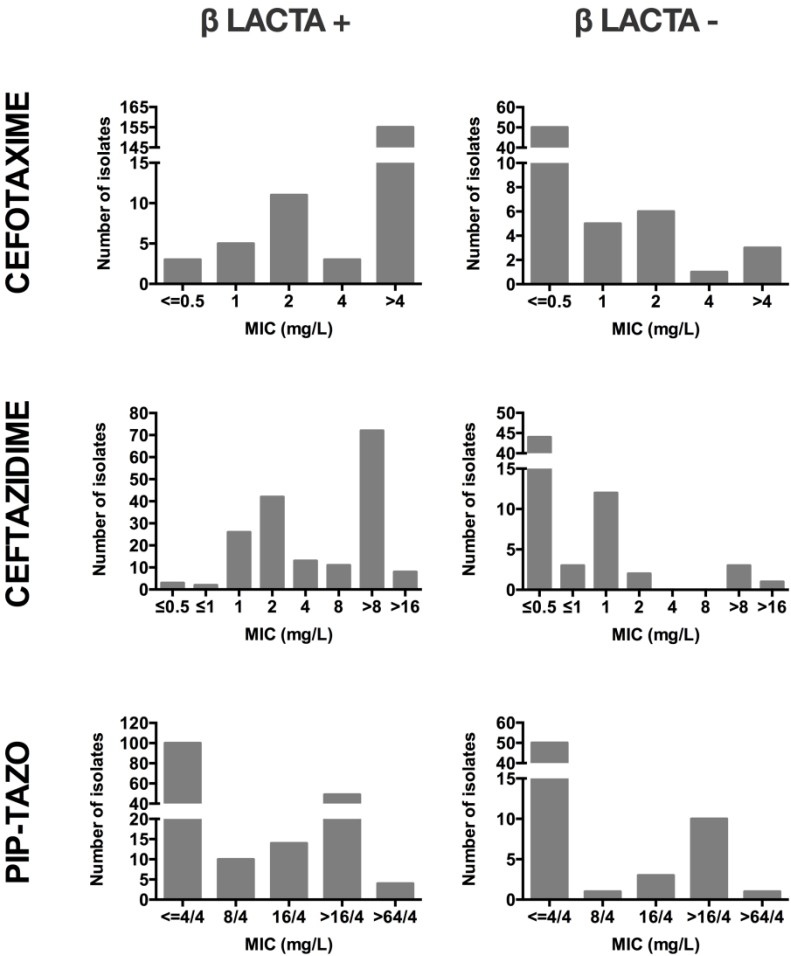 β LACTA +
β LACTA -
CEFOTAXIME
Number of isolates
165
155
145
15
10
5
0
<=0.5 1 2 4 >4
MIC (mg/L)
Number of isolates
60
50
40
10
8
6
4
2
0
<=0.5 1 2 4 >4
MIC (mg/L)
CEFTAZIDIME
Number of isolates
80
70
60
50
40
30
20
10
0
≤0.5 ≤1 1 2 4 8 >8 >16
MIC (mg/L)
Number of isolates
50
45
40
15
10
5
0
≤0.5 ≤1 1 2 4 8 >8 >16
MIC (mg/L)
PIP-TAZO
Number of isolates
120
100
80
60
40
20
15
10
5
0
<=4/4 8/4 16/4 >16/4 >64/4
MIC (mg/L)
Number of isolates
60
50
40
15
10
5
0
<=4/4 8/4 16/4 >16/4 >64/4
MIC (mg/L)